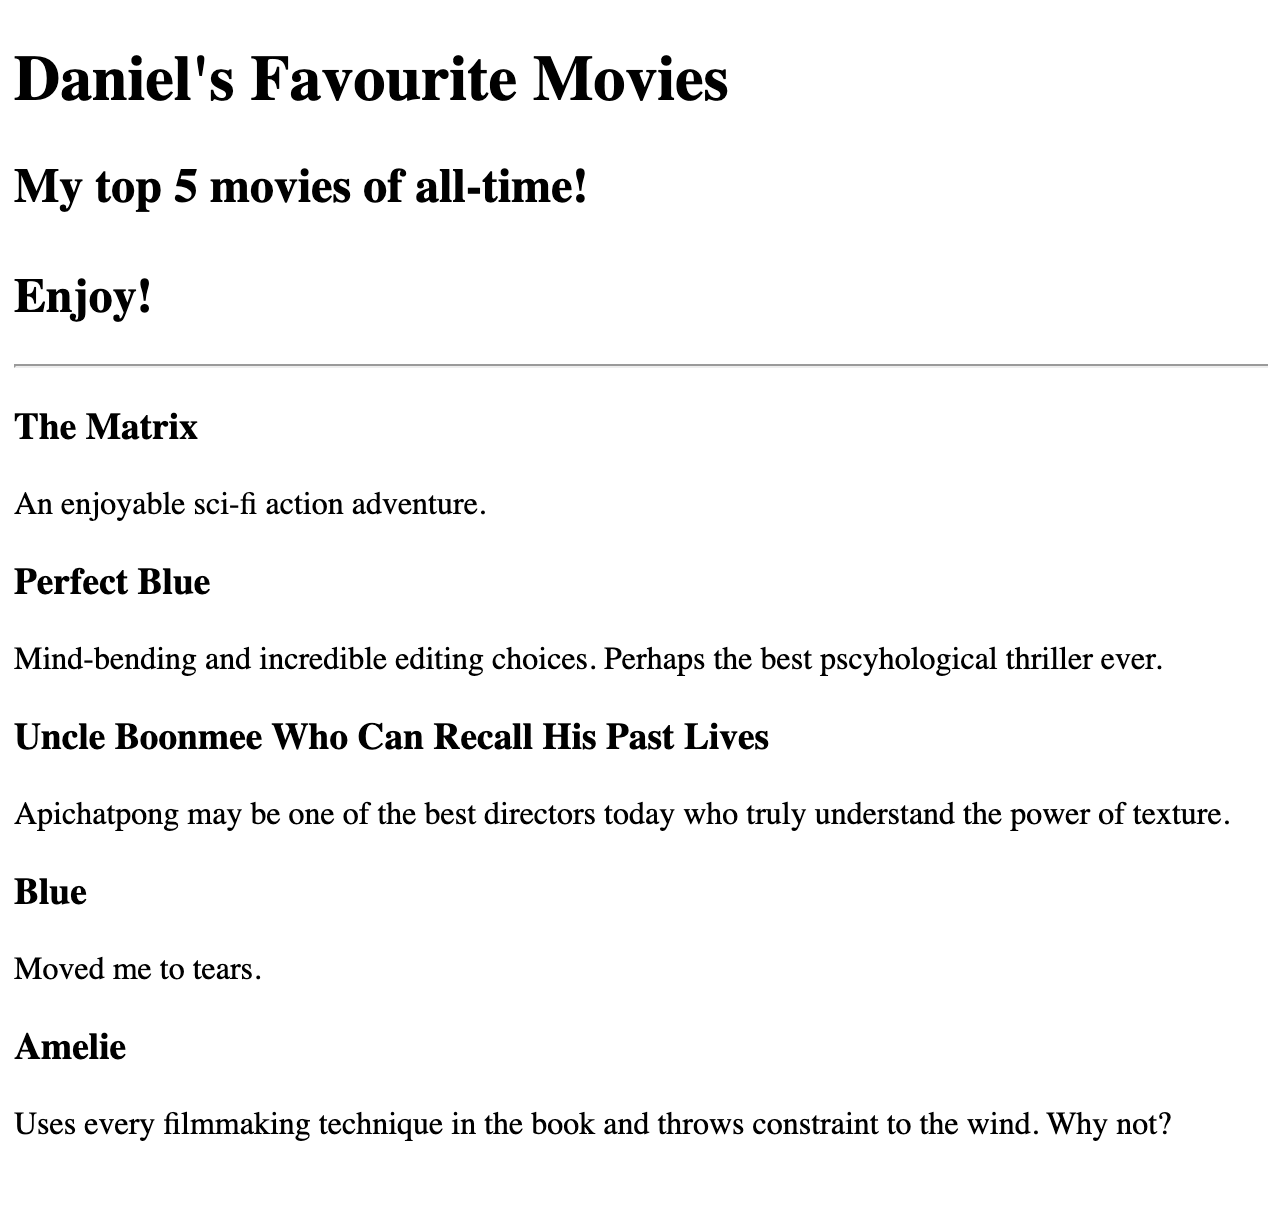 Daniel's Favourite Movies
My top 5 movies of all-time!
Enjoy!
The Matrix
An enjoyable sci-fi action adventure.
Perfect Blue
Mind-bending and incredible editing choices. Perhaps the best pscyhological thriller ever.
Uncle Boonmee Who Can Recall His Past Lives
Apichatpong may be one of the best directors today who truly understand the power of texture.
Blue
Moved me to tears.
Amelie
Uses every filmmaking technique in the book and throws constraint to the wind. Why not?